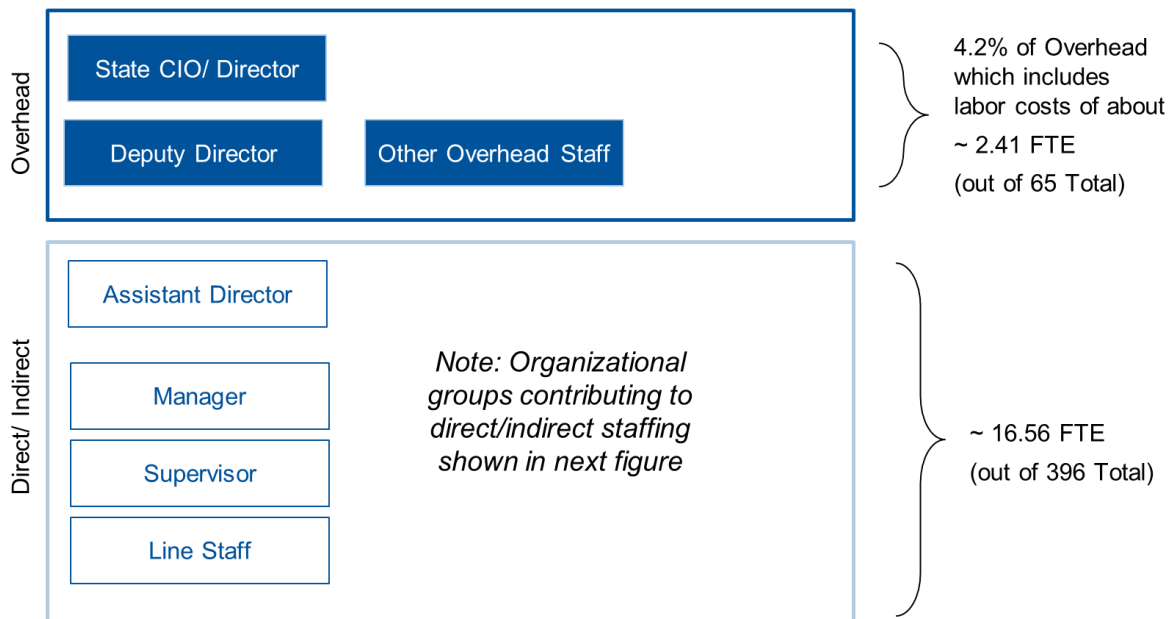 Overhead
State CIO/ Director
Deputy Director
Other Overhead Staff
4.2% of Overhead
which includes
labor costs of about
~ 2.41 FTE
(out of 65 Total)
Direct/ Indirect
Assistant Director
Manager
Supervisor
Line Staff
Note: Organizational
groups contributing to
direct/indirect staffing
shown in next figure
~ 16.56 FTE
(out of 396 Total)